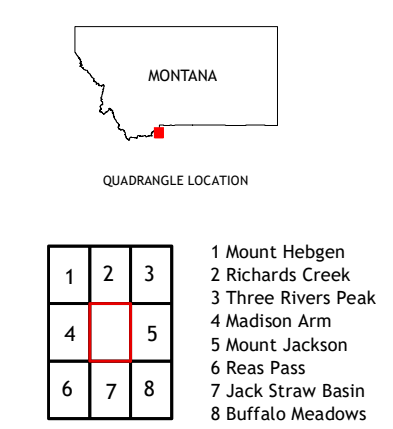 MONTANA
QUADRANGLE LOCATION
1 2 3
4 5
6 7 8
1 Mount Hebgen
2 Richards Creek
3 Three Rivers Peak
4 Madison Arm
5 Mount Jackson
6 Reas Pass
7 Jack Straw Basin
8 Buffalo Meadows